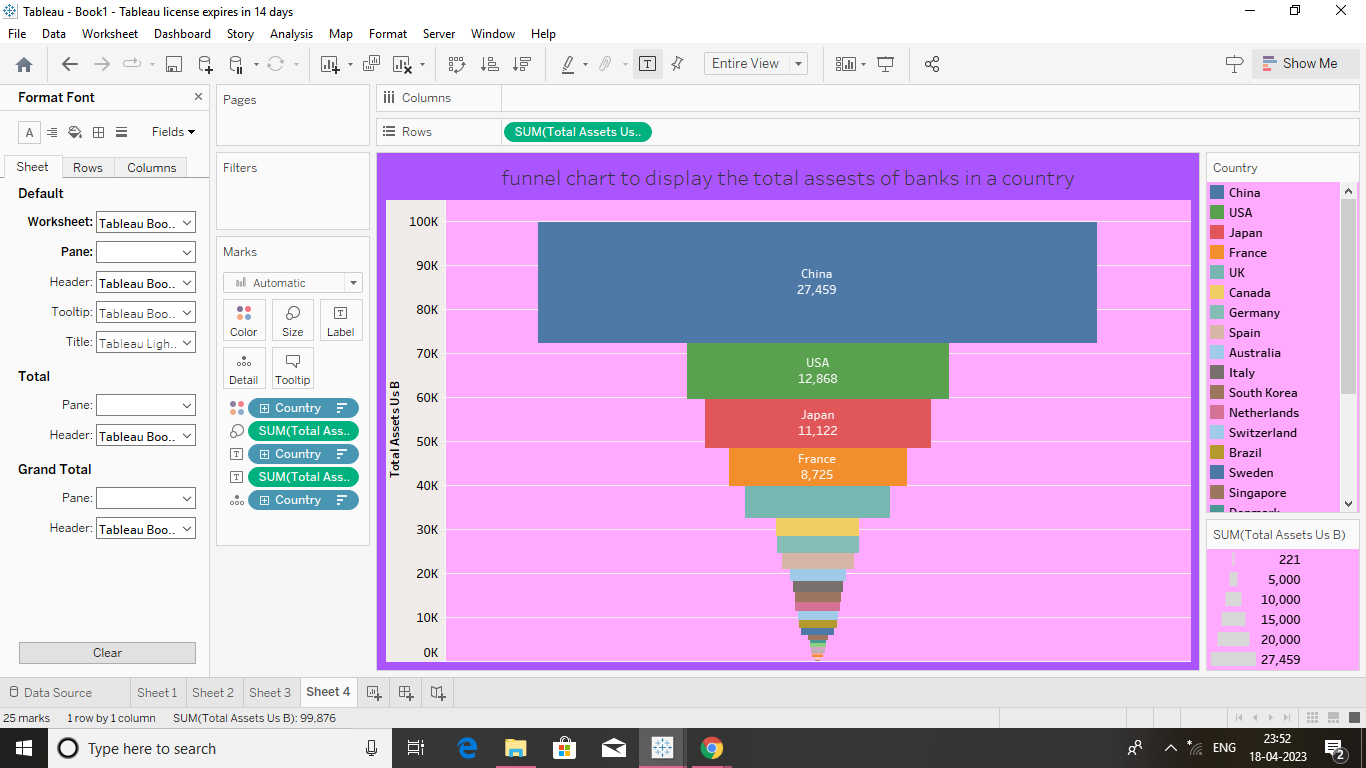 Tableau - Book1 - Tableau license expires in 14 days
File Data Worksheet Dashboard Story Analysis Map Format Server Window Help
Entire View
Show Me
Format Font
Fields
Sheet Rows Columns
Default
Worksheet: Tableau Boo..
Pane:
Header: Tableau Boo..
Tooltip: Tableau Boo..
Title: Tableau Ligh..
Total
Pane:
Header: Tableau Boo..
Grand Total
Pane:
Header: Tableau Boo..
Clear
Pages
Filters
Marks
Automatic
Color Size Label
Detail Tooltip
Country
SUM(Total Ass..
Country
SUM(Total Ass..
Country
Columns
Rows SUM(Total Assets Us..
funnel chart to display the total assests of banks in a country
Total Assets Us B
100K
90K
80K
70K
60K
50K
40K
30K
20K
10K
0K
China
27,459
USA
12,868
Japan
11,122
France
8,725
Country
China
USA
Japan
France
UK
Canada
Germany
Spain
Australia
Italy
South Korea
Netherlands
Switzerland
Brazil
Sweden
Singapore
Denmark
SUM(Total Assets Us B)
221
5,000
10,000
15,000
20,000
27,459
Data Source Sheet 1 Sheet 2 Sheet 3 Sheet 4
25 marks 1 row by 1 column SUM(Total Assets Us B): 99,876
Type here to search
ENG
23:52
18-04-2023
2